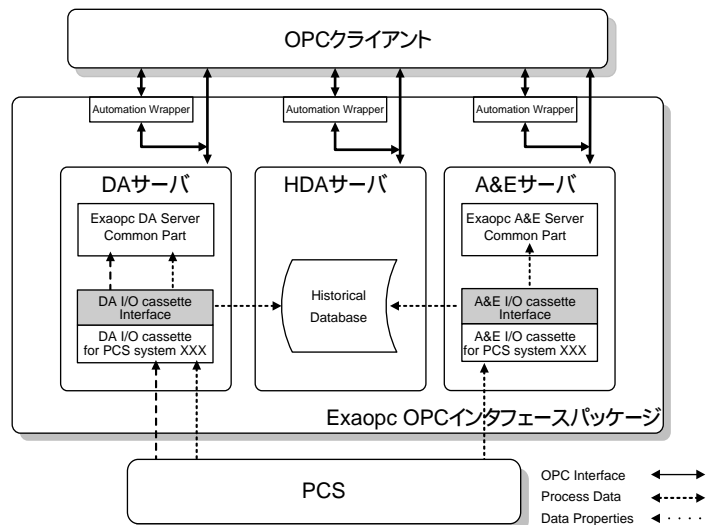 OPCクライアント
Automation Wrapper
Automation Wrapper
Automation Wrapper
DAサーバ
HDAサーバ
A&Eサーバ
Exaopc DA Server
Common Part
Exaopc A&E Server
Common Part
DA I/O cassette
Interface
DA I/O cassette
for PCS system XXX
Historical
Database
A&E I/O cassette
Interface
A&E I/O cassette
for PCS system XXX
Exaopc OPCインタフェースパッケージ
PCS
OPC Interface
Process Data
Data Properties